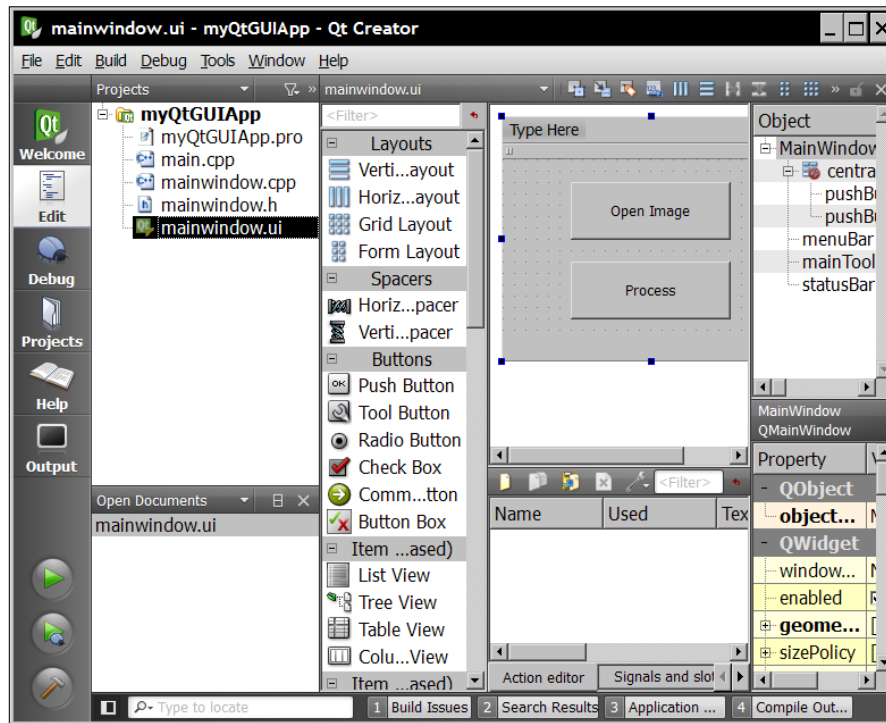 mainwindow.ui - myQtGUIApp - Qt Creator
File Edit Build Debug Tools Window Help
Projects
mainwindow.ui
Welcome
Edit
Debug
Projects
Help
Output
myQtGUIApp
myQtGUIApp.pro
main.cpp
mainwindow.cpp
mainwindow.h
mainwindow.ui
Open Documents
mainwindow.ui
<Filter>
Layouts
Verti...ayout
Horiz...ayout
Grid Layout
Form Layout
Spacers
Horiz...pacer
Verti...pacer
Buttons
Push Button
Tool Button
Radio Button
Check Box
Comm...tton
Button Box
Item ...ased)
List View
Tree View
Table View
Colu...View
Item ...ased)
Type Here
Open Image
Process
<Filter>
Name Used Tex
Action editor Signals and slot
Object
MainWindow
centra
pushBu
pushBu
menuBar
mainTool
statusBar
MainWindow
QMainWindow
Property V
QObject
object...
QWidget
window...
enabled
geome...
sizePolicy
Type to locate
1 Build Issues 2 Search Results 3 Application ... 4 Compile Out...